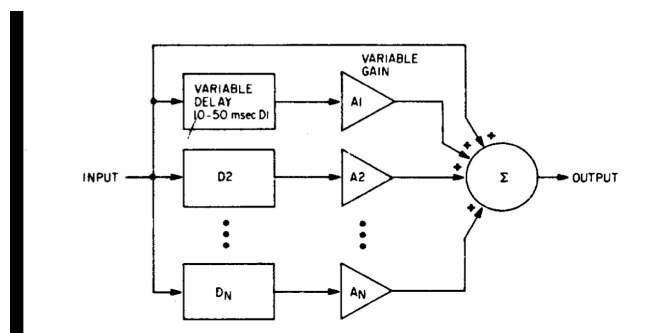 VARIABLE
GAIN
VARIABLE
DELAY
10-50 msec D1
A1
INPUT
D2
A2
Σ
OUTPUT
DN
AN